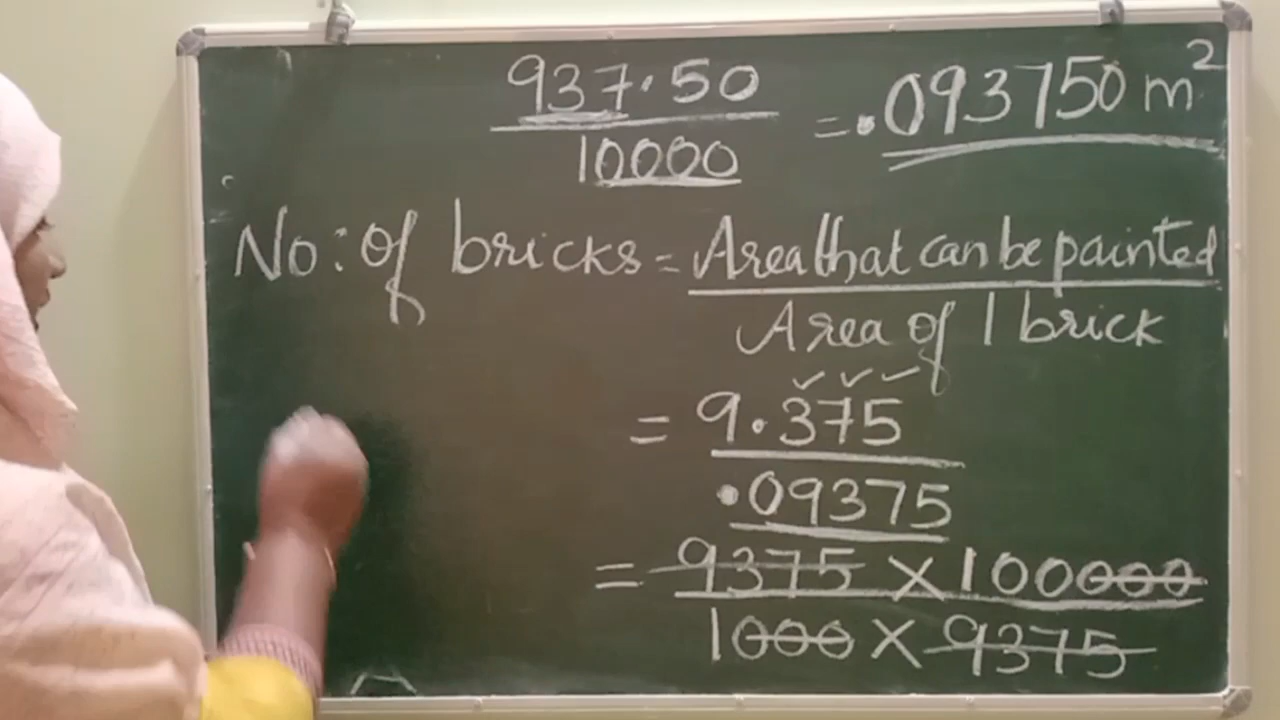 937.50
10000
= .093750 m²
No: of bricks = Area that can be painted
Area of 1 brick
= 9.375
.09375
= 9375 X 100000
1000 X 9375